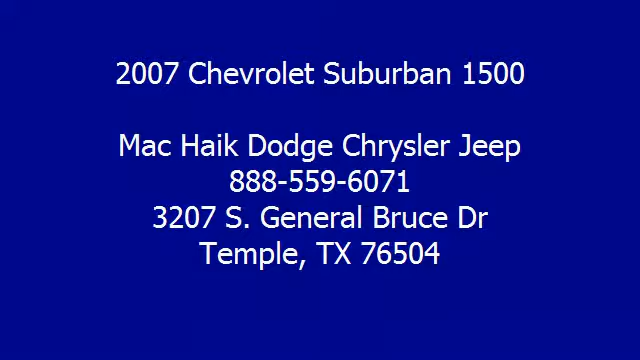 2007 Chevrolet Suburban 1500
Mac Haik Dodge Chrysler Jeep
888-559-6071
3207 S. General Bruce Dr
Temple, TX 76504